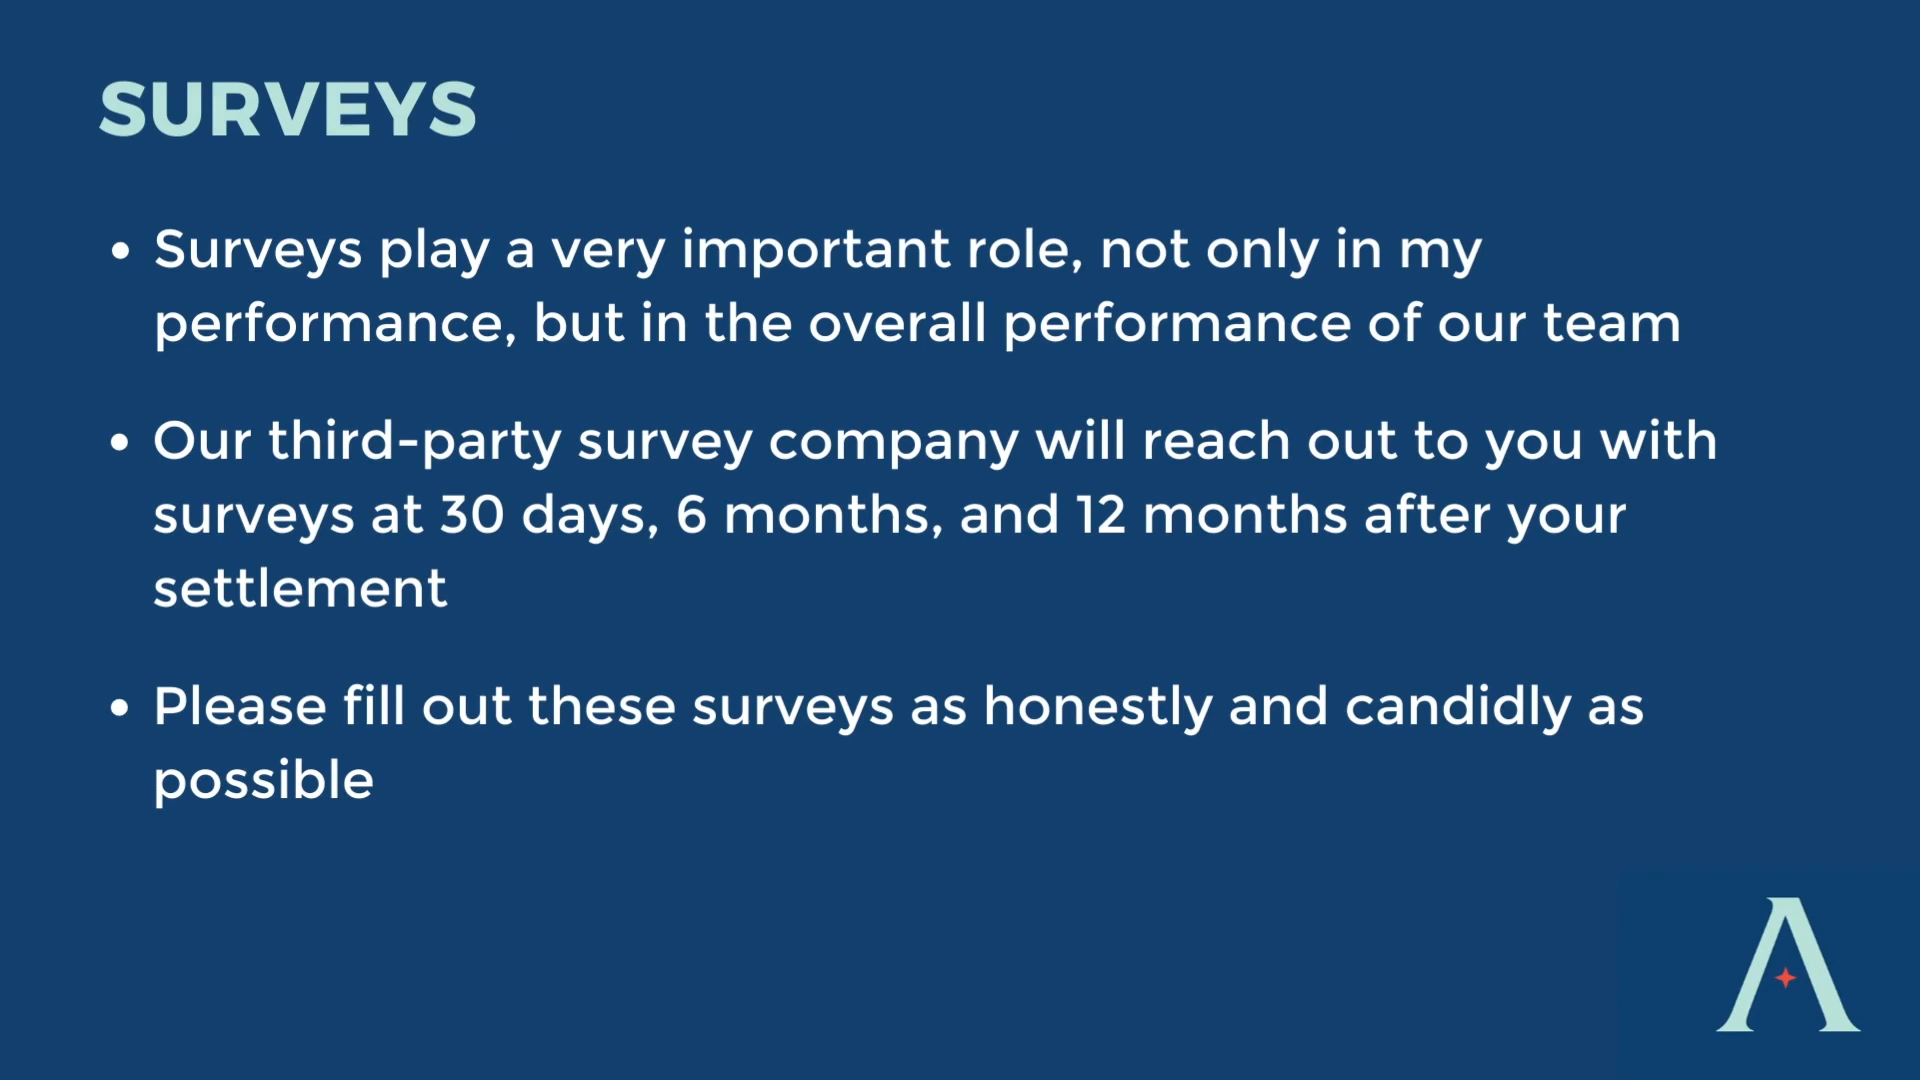 SURVEYS
• Surveys play a very important role, not only in my
performance, but in the overall performance of our team
• Our third-party survey company will reach out to you with
surveys at 30 days, 6 months, and 12 months after your
settlement
• Please fill out these surveys as honestly and candidly as
possible